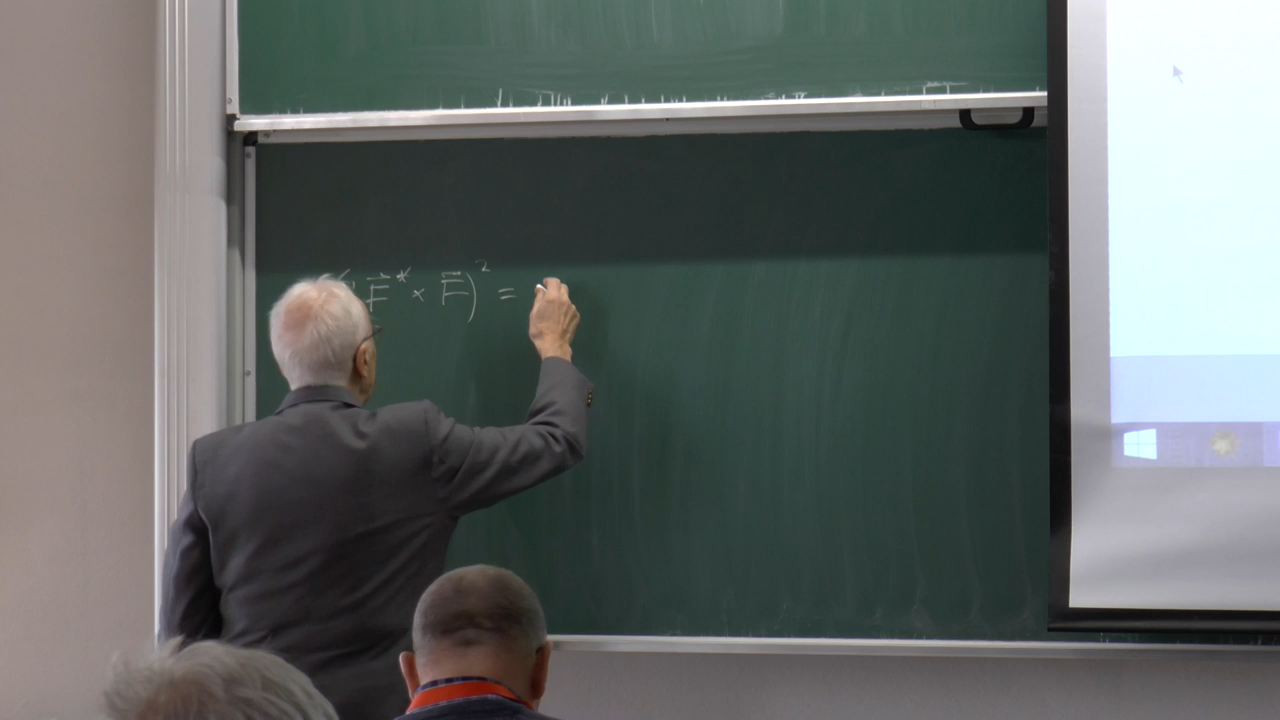 F⃗* × F⃗)² =